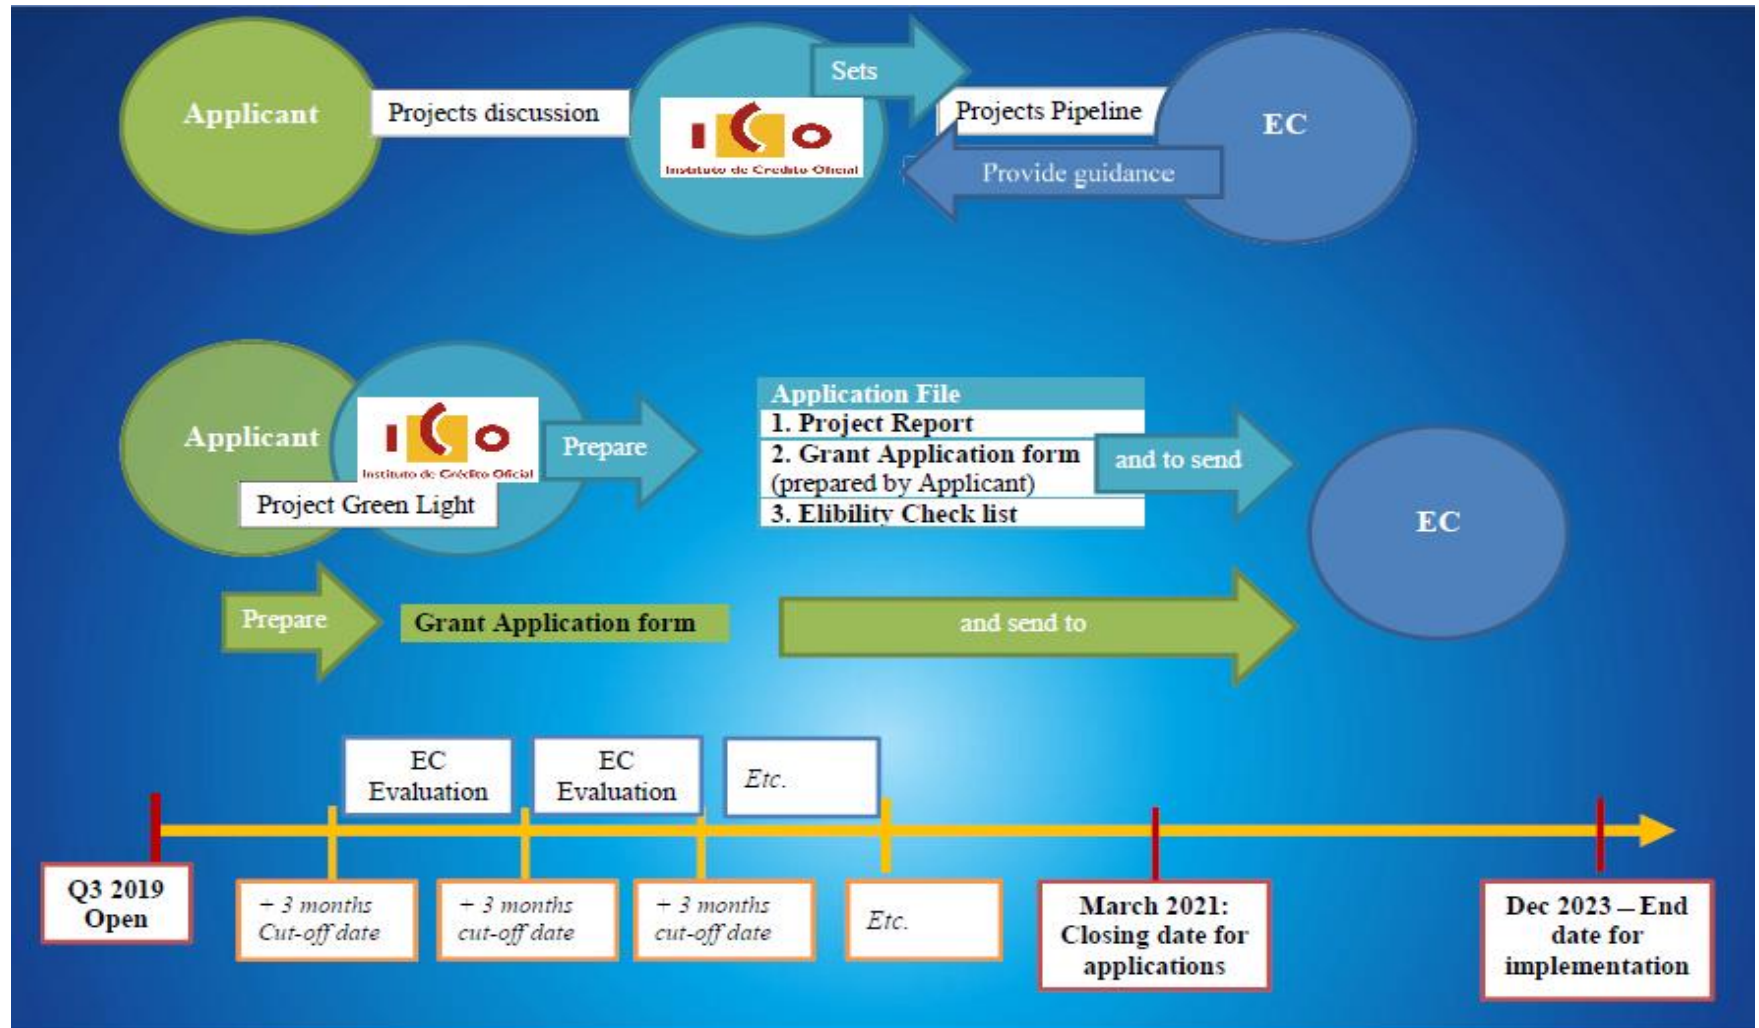 Applicant
Projects discussion
ICO
Instituto de Credito Oficial
Sets
Projects Pipeline
Provide guidance
EC
Applicant
ICO
Instituto de Crédito Oficial
Project Green Light
Prepare
Application File
1. Project Report
2. Grant Application form
(prepared by Applicant)
3. Elibility Check list
and to send
EC
Prepare
Grant Application form
and send to
EC
Evaluation
EC
Evaluation
Etc.
Q3 2019
Open
+ 3 months
Cut-off date
+ 3 months
cut-off date
+ 3 months
cut-off date
Etc.
March 2021:
Closing date for
applications
Dec 2023 – End
date for
implementation